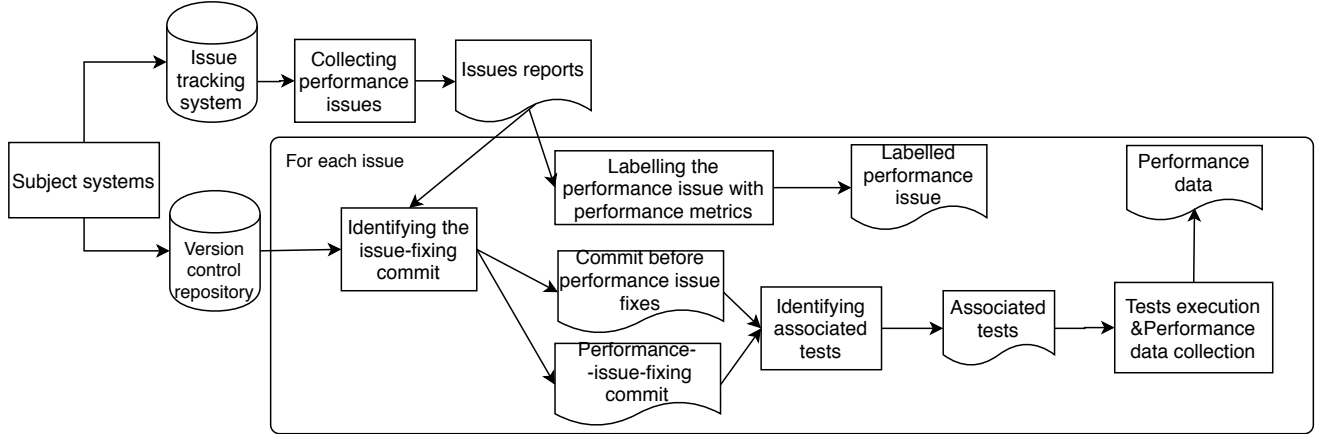 Issue
tracking
system
Collecting
performance
issues
Issues reports
Subject systems
Version
control
repository
For each issue
Labelling the
performance issue with
performance metrics
Labelled
performance
issue
Performance
data
Identifying the
issue-fixing
commit
Commit before
performance issue
fixes
Performance-
-issue-fixing
commit
Identifying
associated
tests
Associated
tests
Tests execution
&Performance
data collection